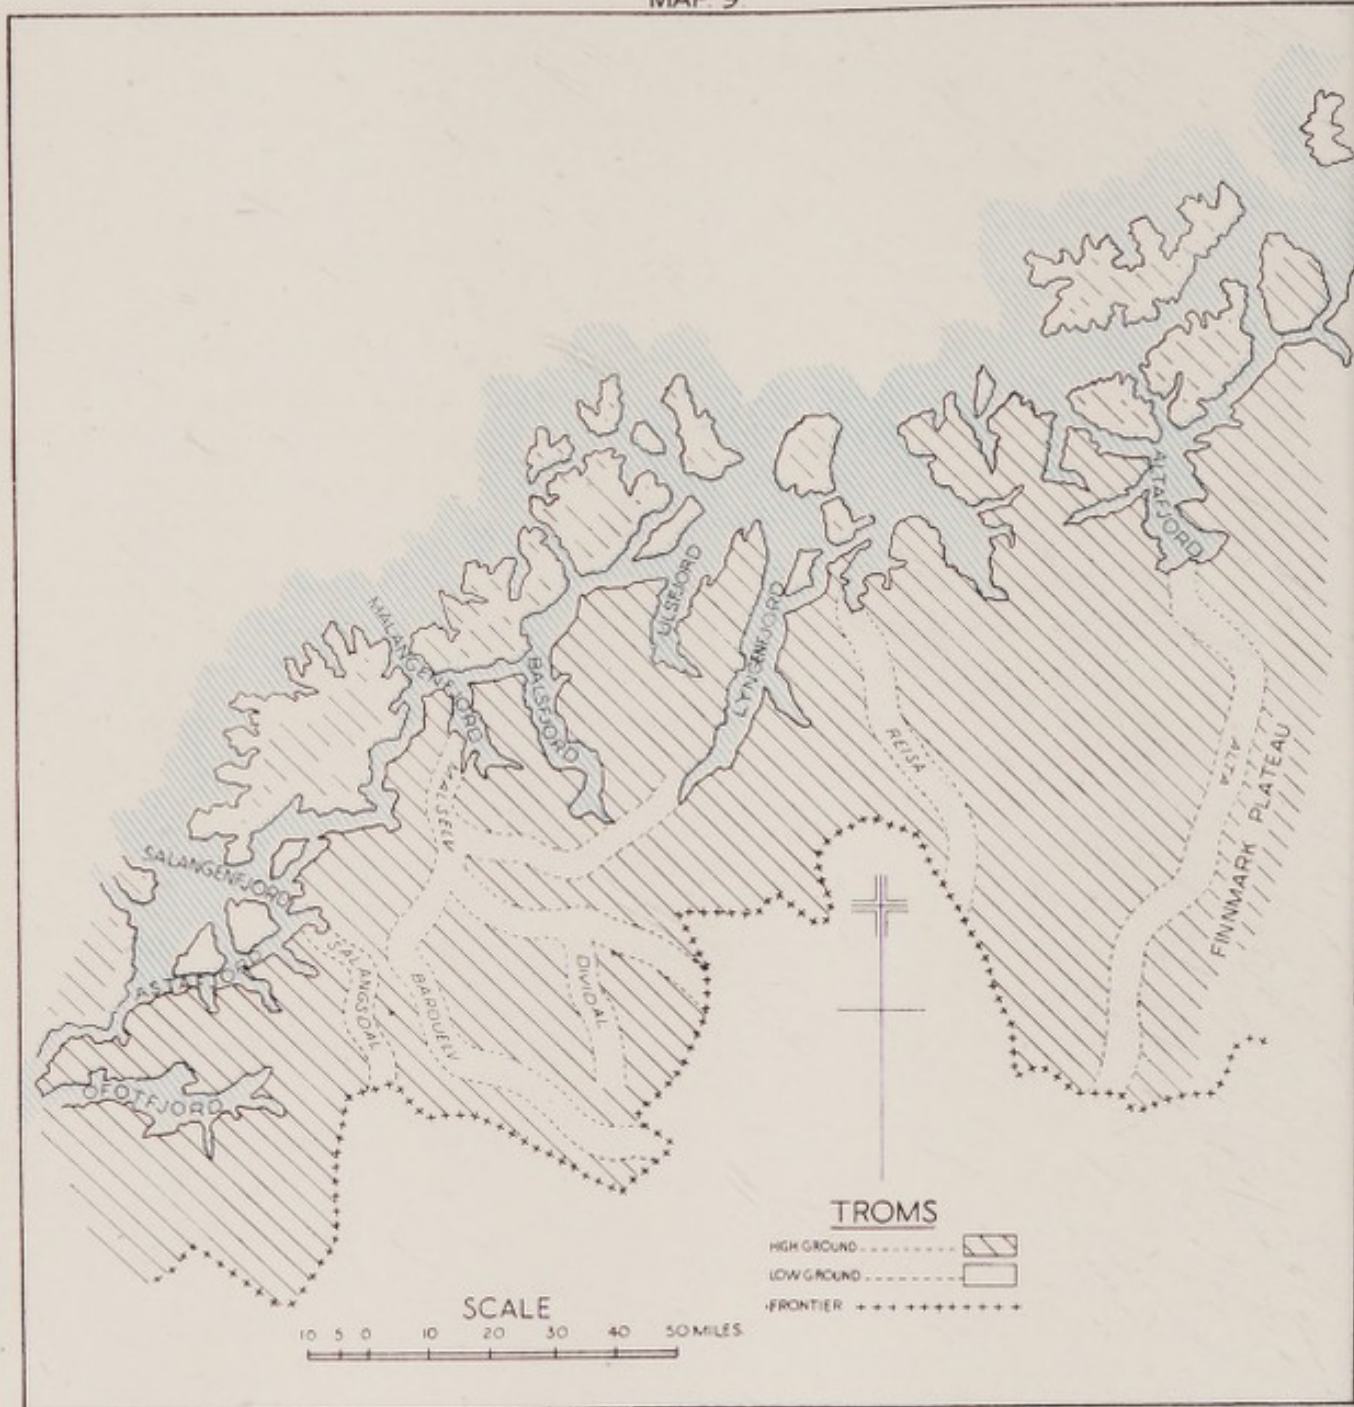 MAP. 9
ALTAFJORD
ULSFJORD
MALANGENFJORD
LYNGENFJORD
BALSFJORD
REISA
ALTA
MALSELV
FINNMARK PLATEAU
SALANGENFJORD
ASTAFJORD
SALANGSDAL
BARDUELV
DIVIDAL
OFOTFJORD
TROMS
HIGH GROUND
LOW GROUND
FRONTIER
SCALE
10 5 0 10 20 30 40 50 MILES